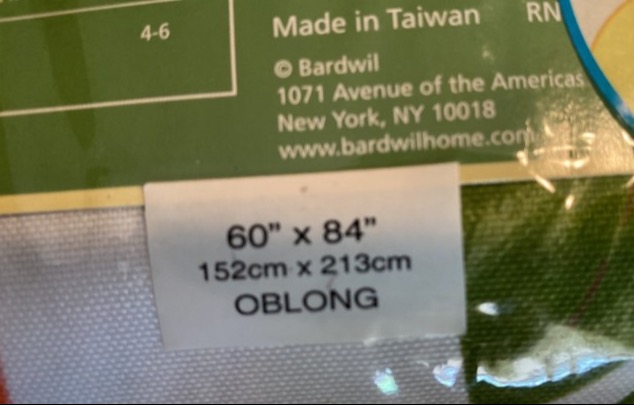 4-6
Made in Taiwan RN
© Bardwil
1071 Avenue of the Americas
New York, NY 10018
www.bardwilhome.com
60” x 84”
152cm x 213cm
OBLONG